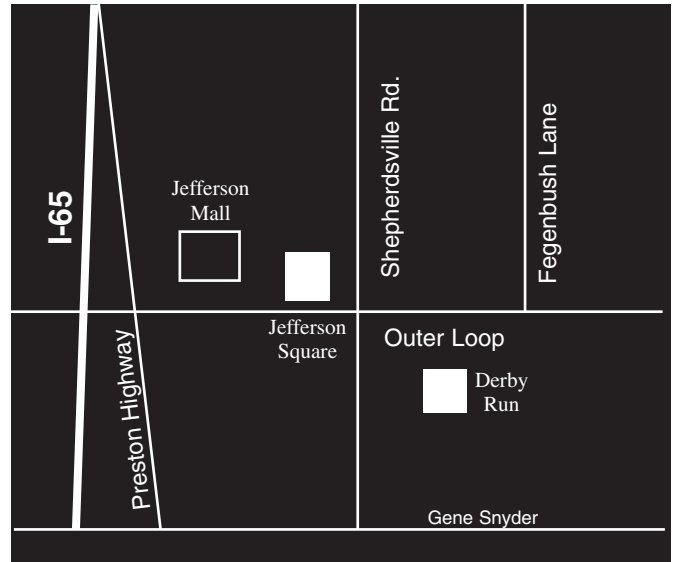 I-65
Jefferson
Mall
Shepherdsville Rd.
Fegenbush Lane
Jefferson
Square
Outer Loop
Preston Highway
Derby
Run
Gene Snyder